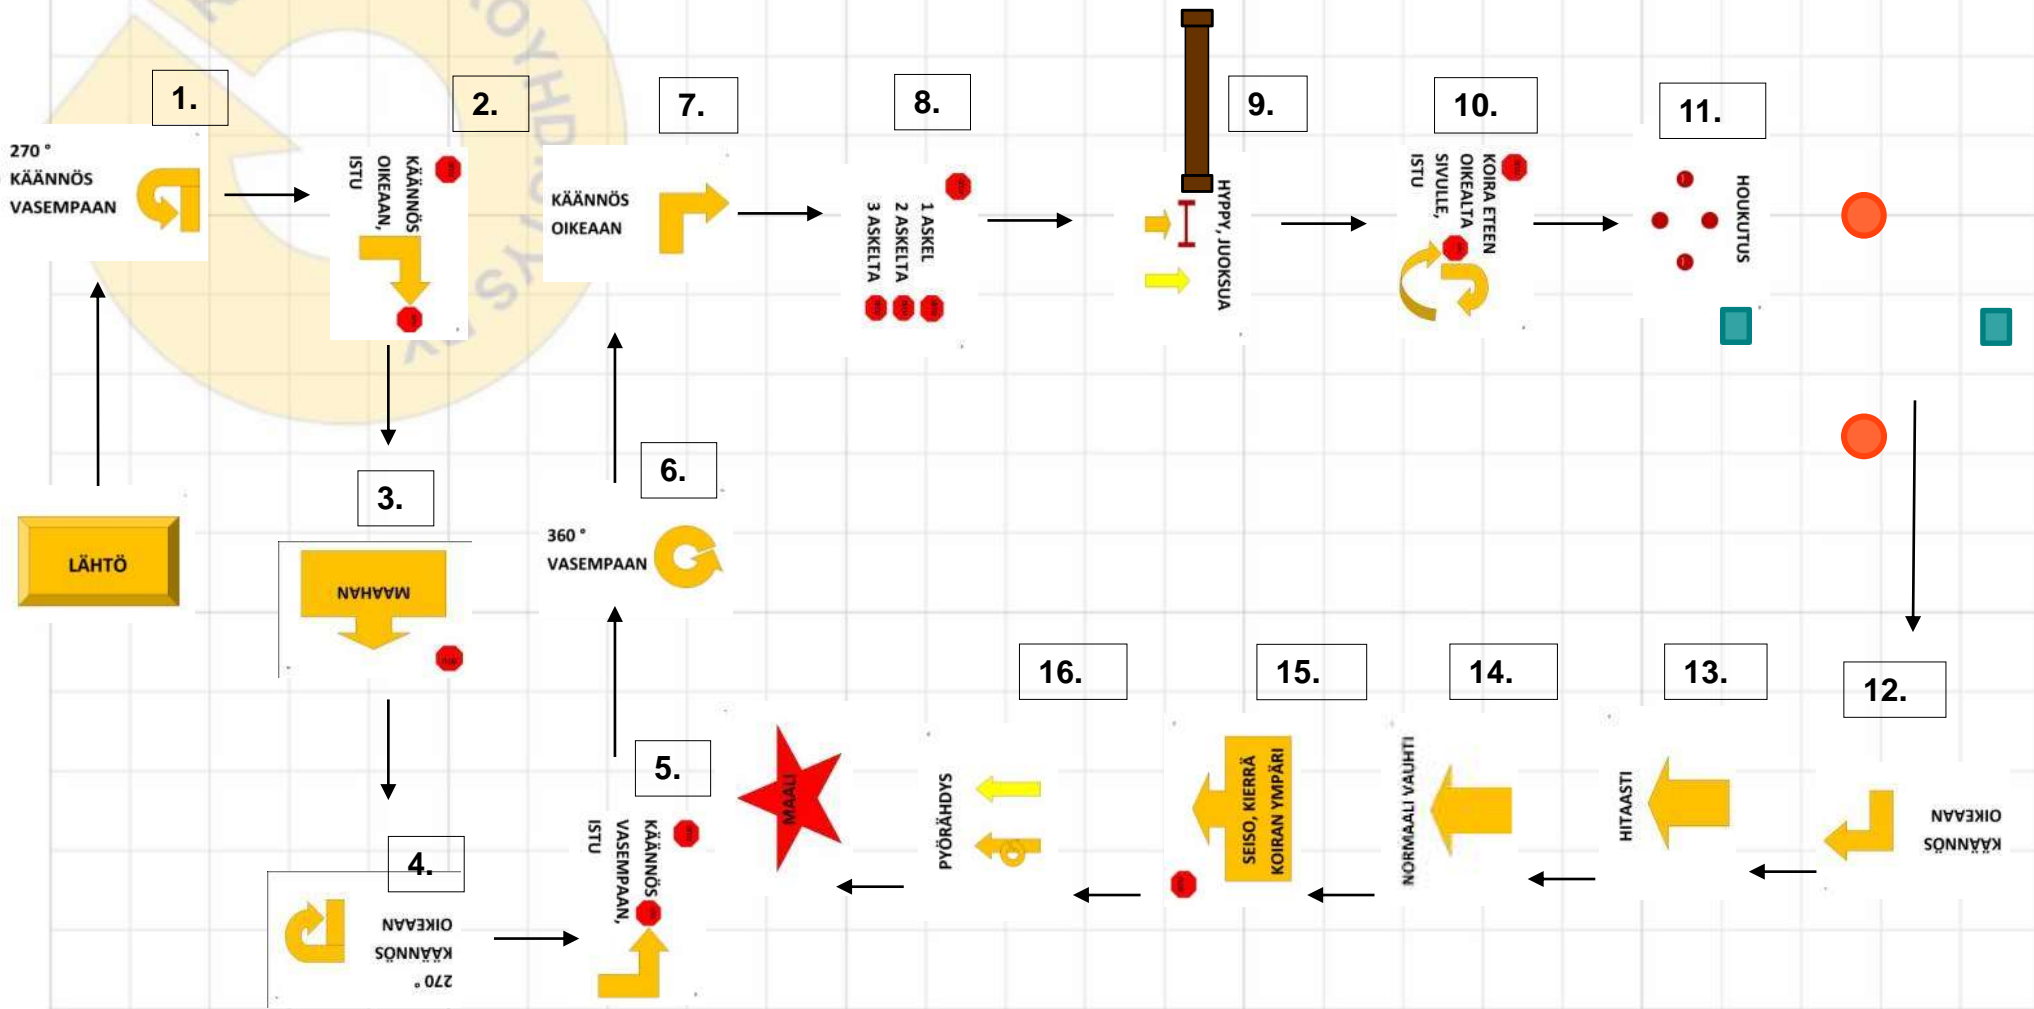 1.
270 °
KÄÄNNÖS
VASEMPAAN
2.
KÄÄNNÖS
OIKEAAN,
ISTU
LÄHTÖ
3.
MAAHAN
4.
270 °
KÄÄNNÖS
OIKEAAN
5.
KÄÄNNÖS
VASEMPAAN,
ISTU
6.
360 °
VASEMPAAN
7.
KÄÄNNÖS
OIKEAAN
8.
1 ASKEL
2 ASKELTA
3 ASKELTA
9.
HYPPY, JUOKSUA
10.
KOIRA ETEEN
OIKEALTA
SIVULLE,
ISTU
11.
HOUKUTUS
12.
KÄÄNNÖS
OIKEAAN
13.
HITAASTI
14.
NORMAALI VAUHTI
15.
SEISO, KIERRÄ
KOIRAN YMPÄRI
16.
PYÖRÄHDYS
MAALI